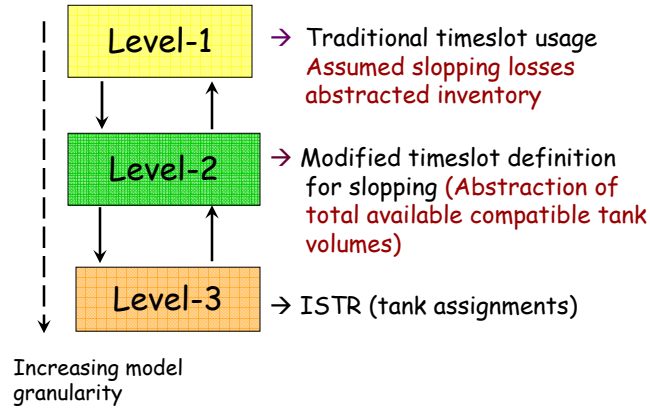 Level-1
→ Traditional timeslot usage
Assumed slopping losses
abstracted inventory
Level-2
→ Modified timeslot definition
for slopping (Abstraction of
total available compatible tank
volumes)
Level-3
→ ISTR (tank assignments)
Increasing model
granularity